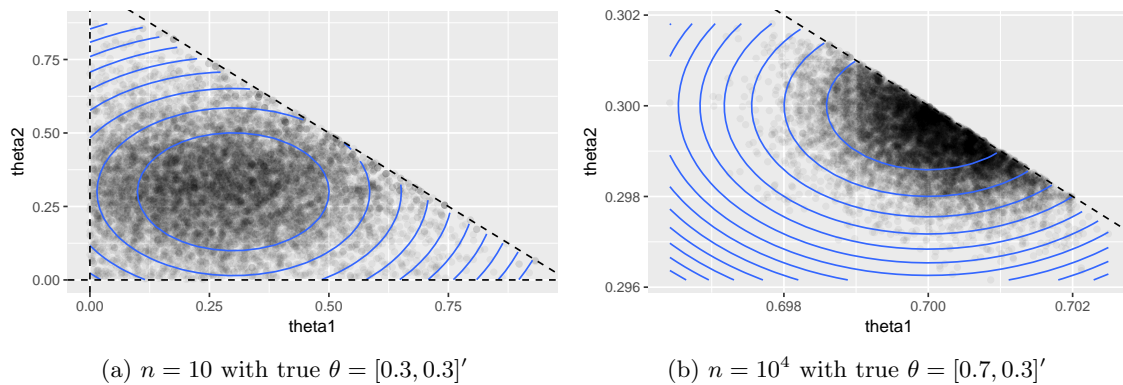 0.75
0.50
0.25
0.00
theta2
0.00
0.25
0.50
0.75
theta1
0.302
0.300
0.298
0.296
theta2
0.698
0.700
0.702
theta1
(a) n = 10 with true θ = [0.3, 0.3]′
(b) n = 10⁴ with true θ = [0.7, 0.3]′